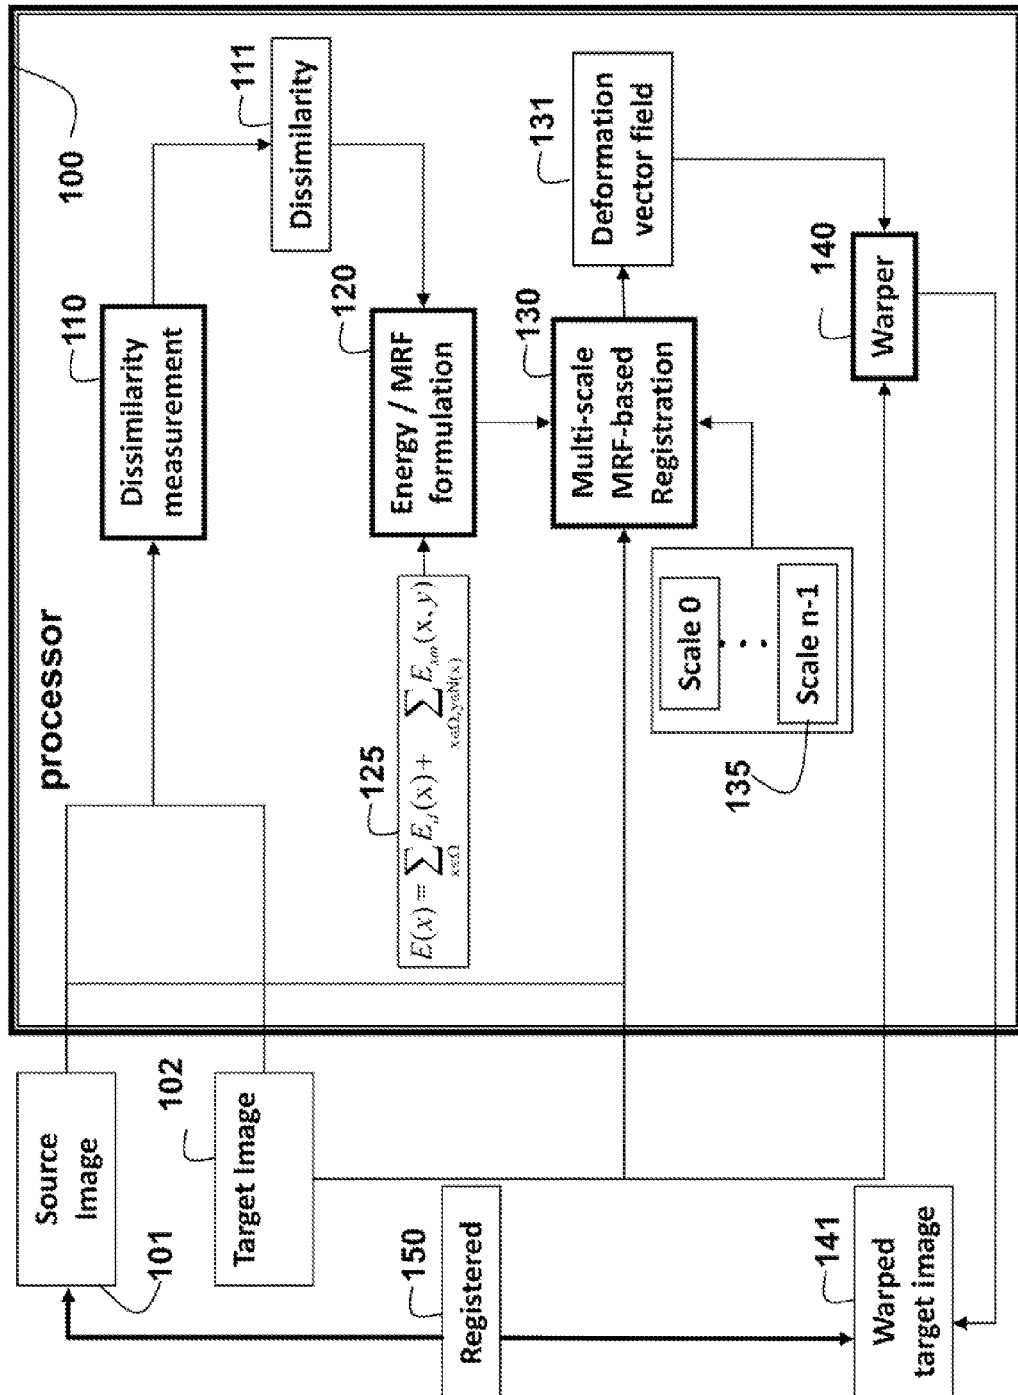 100
processor
Source
Image
101
Target Image
102
Dissimilarity
measurement
110
Dissimilarity
111
E(x) = ∑ E_d(x) + ∑ E_sm(x, y)
x∈Ω x∈Ω,y∈N(x)
125
Energy / MRF
formulation
120
Multi-scale
MRF-based
Registration
130
Deformation
vector field
131
Scale 0
Scale n-1
135
Warper
140
Registered
150
Warped
target image
141